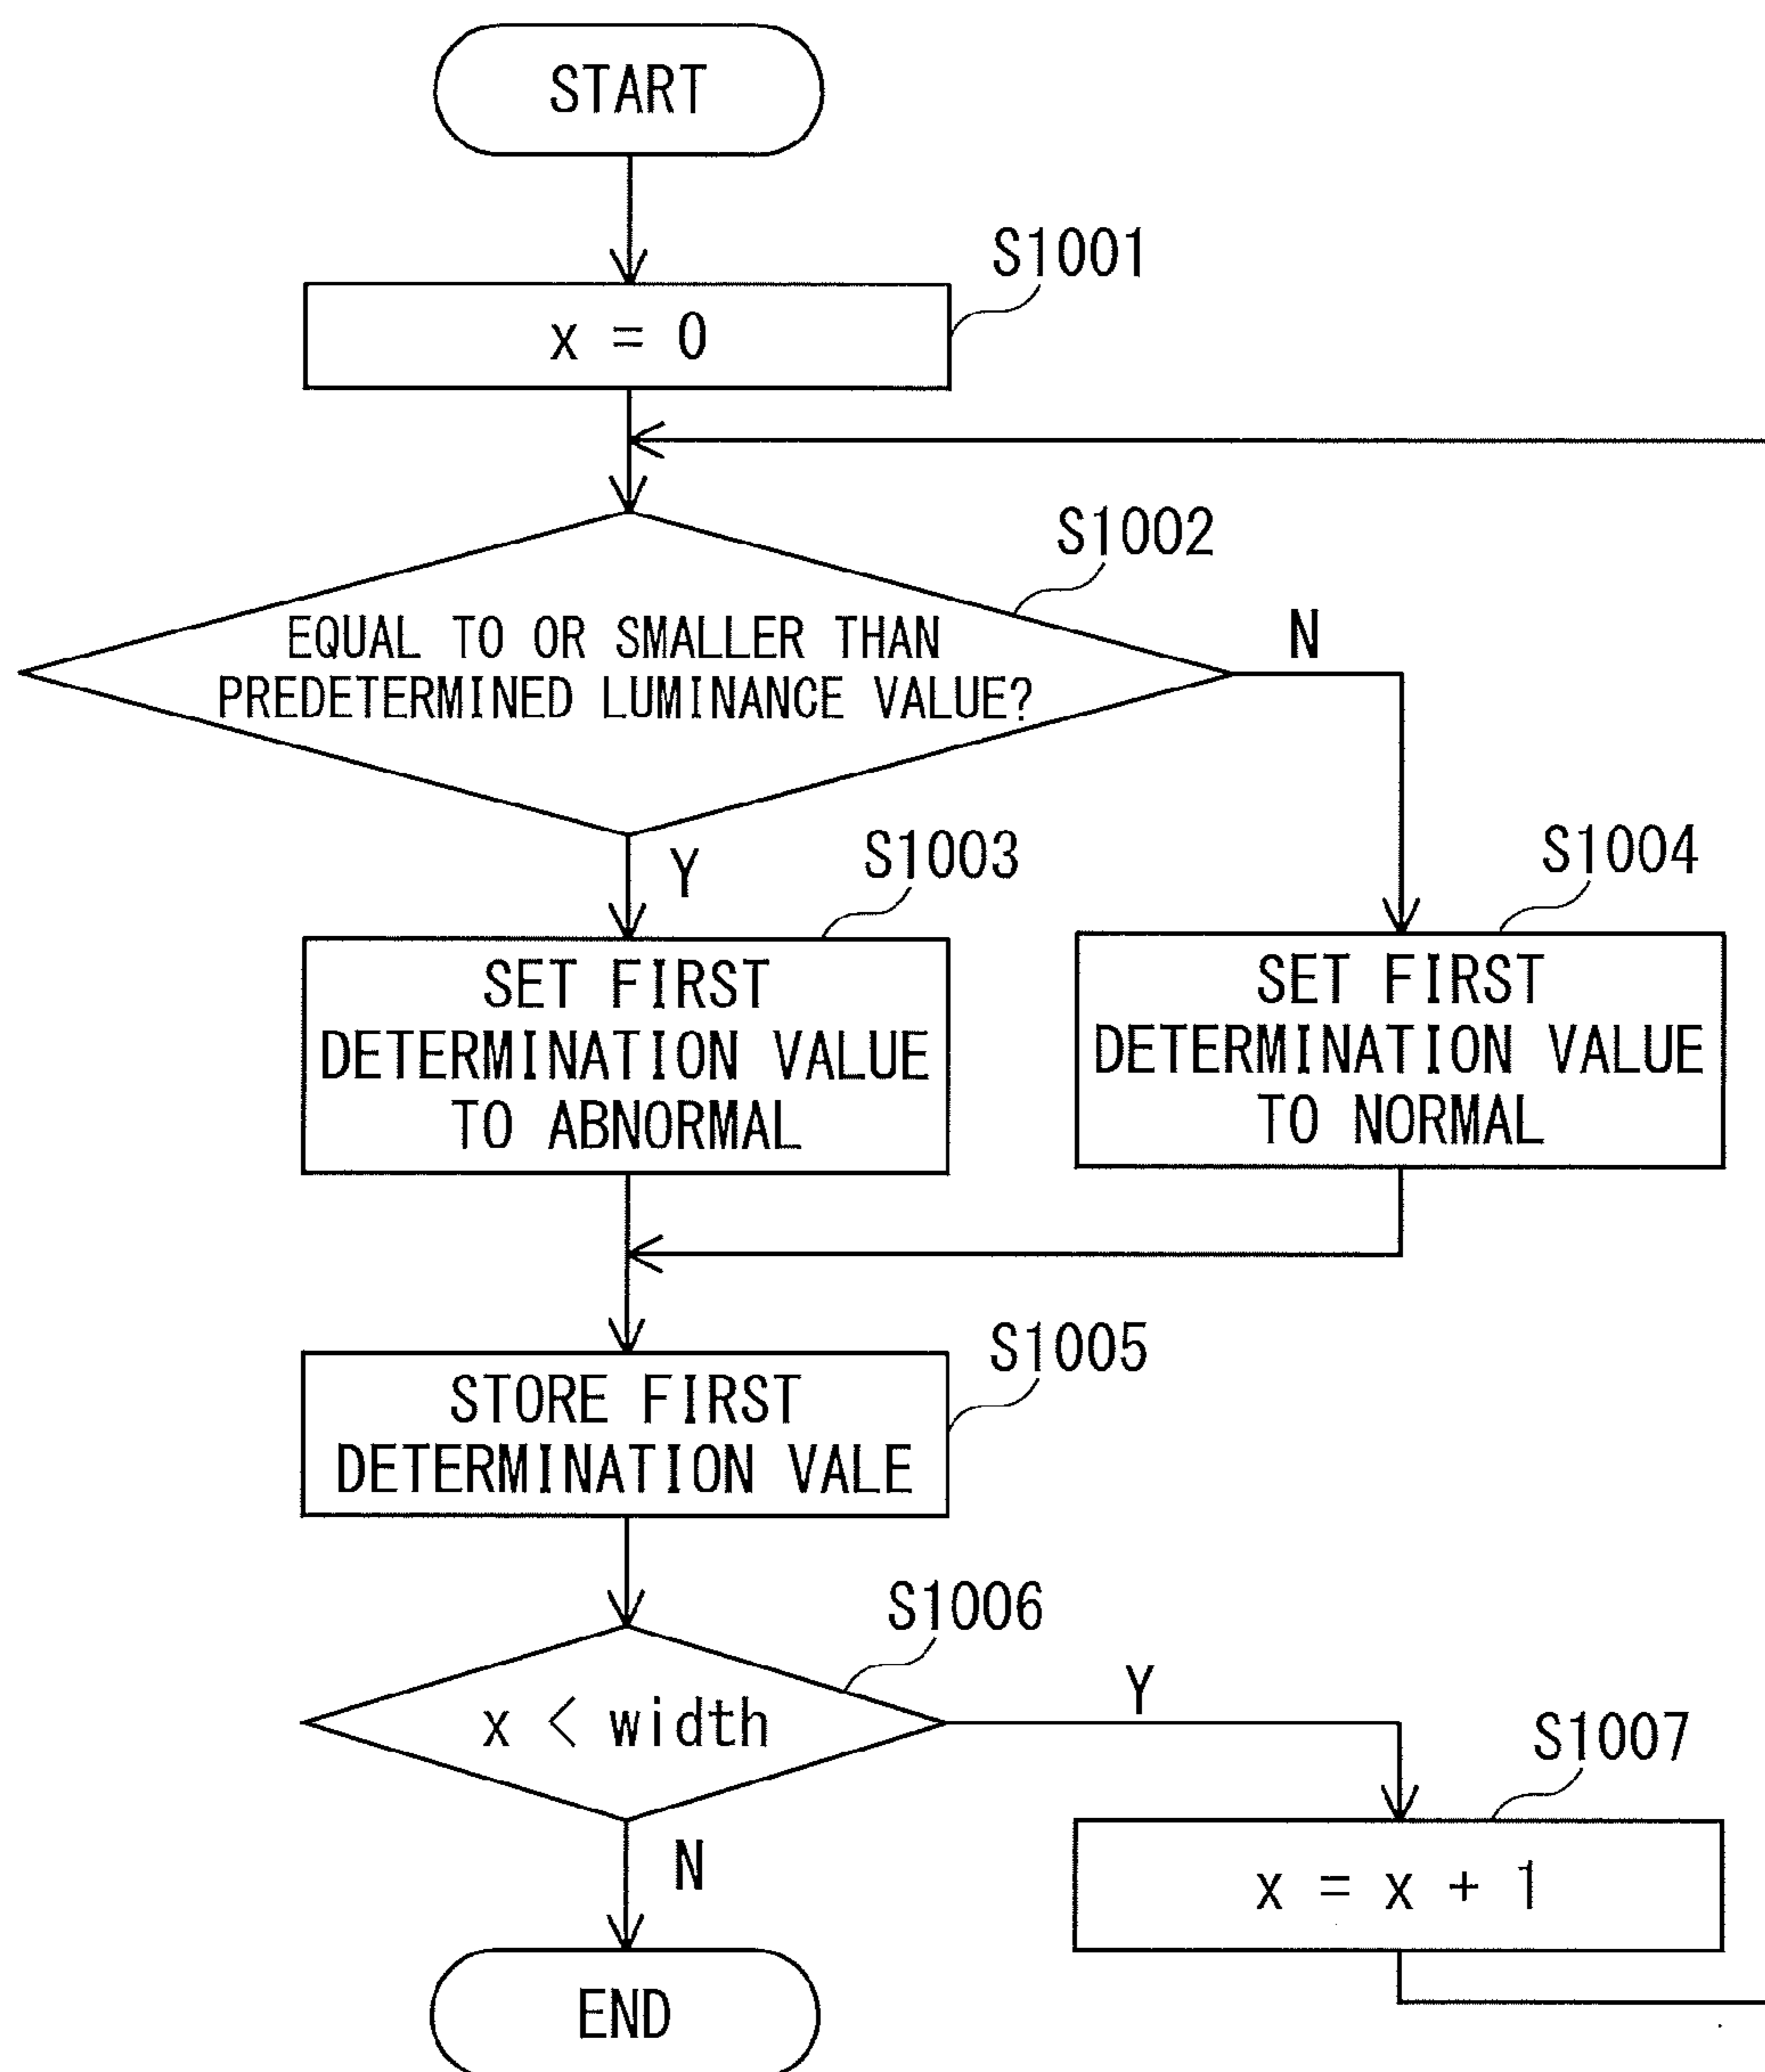 START
S1001
x = 0
S1002
EQUAL TO OR SMALLER THAN
PREDETERMINED LUMINANCE VALUE?
N
Y
S1003
SET FIRST
DETERMINATION VALUE
TO ABNORMAL
S1004
SET FIRST
DETERMINATION VALUE
TO NORMAL
S1005
STORE FIRST
DETERMINATION VALE
S1006
x < width
Y
S1007
x = x + 1
N
END